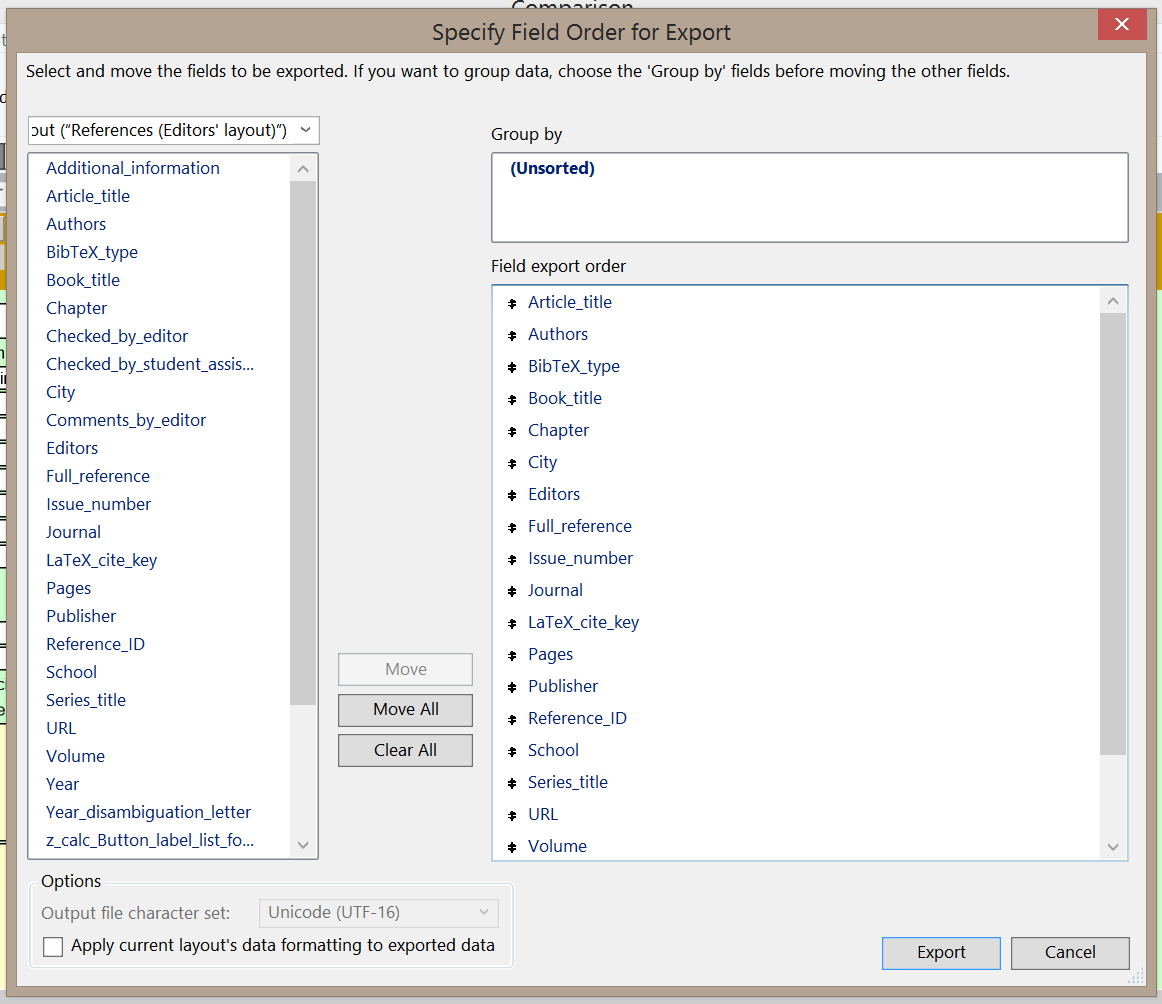 Comparison
Specify Field Order for Export
Select and move the fields to be exported. If you want to group data, choose the 'Group by' fields before moving the other fields.
("References (Editors' layout)")
Additional_information
Article_title
Authors
BibTeX_type
Book_title
Chapter
Checked_by_editor
Checked_by_student_assis...
City
Comments_by_editor
Editors
Full_reference
Issue_number
Journal
LaTeX_cite_key
Pages
Publisher
Reference_ID
School
Series_title
URL
Volume
Year
Year_disambiguation_letter
z_calc_Button_label_list_fo...
Move
Move All
Clear All
Group by
(Unsorted)
Field export order
Article_title
Authors
BibTeX_type
Book_title
Chapter
City
Editors
Full_reference
Issue_number
Journal
LaTeX_cite_key
Pages
Publisher
Reference_ID
School
Series_title
URL
Volume
Options
Output file character set:
Unicode (UTF-16)
Apply current layout's data formatting to exported data
Export
Cancel